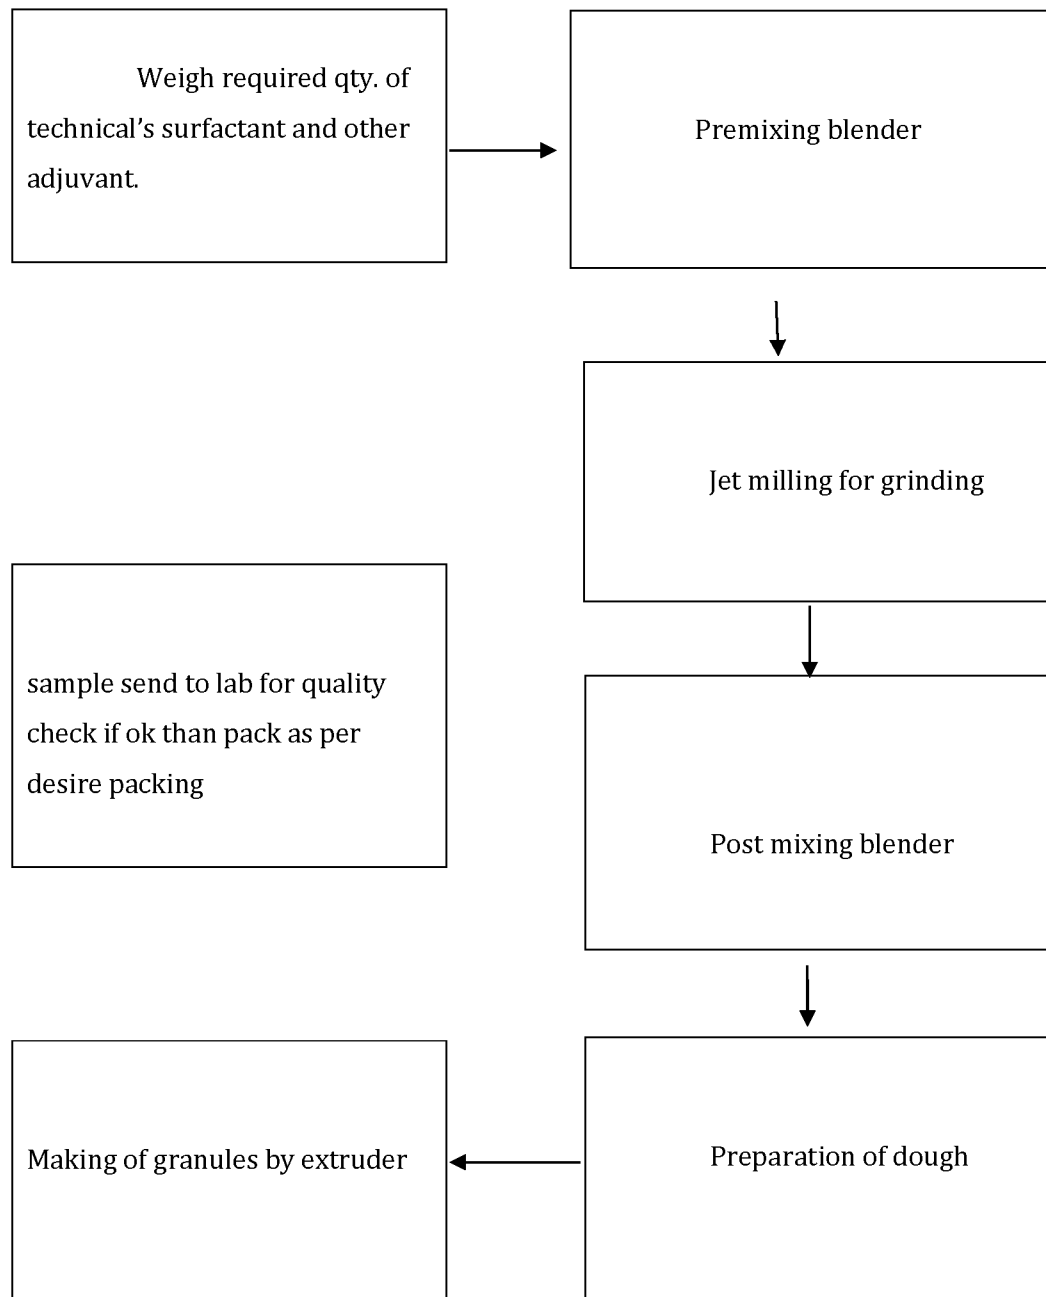 Weigh required qty. of
technical’s surfactant and other
adjuvant.
Premixing blender
Jet milling for grinding
sample send to lab for quality
check if ok than pack as per
desire packing
Post mixing blender
Making of granules by extruder
Preparation of dough